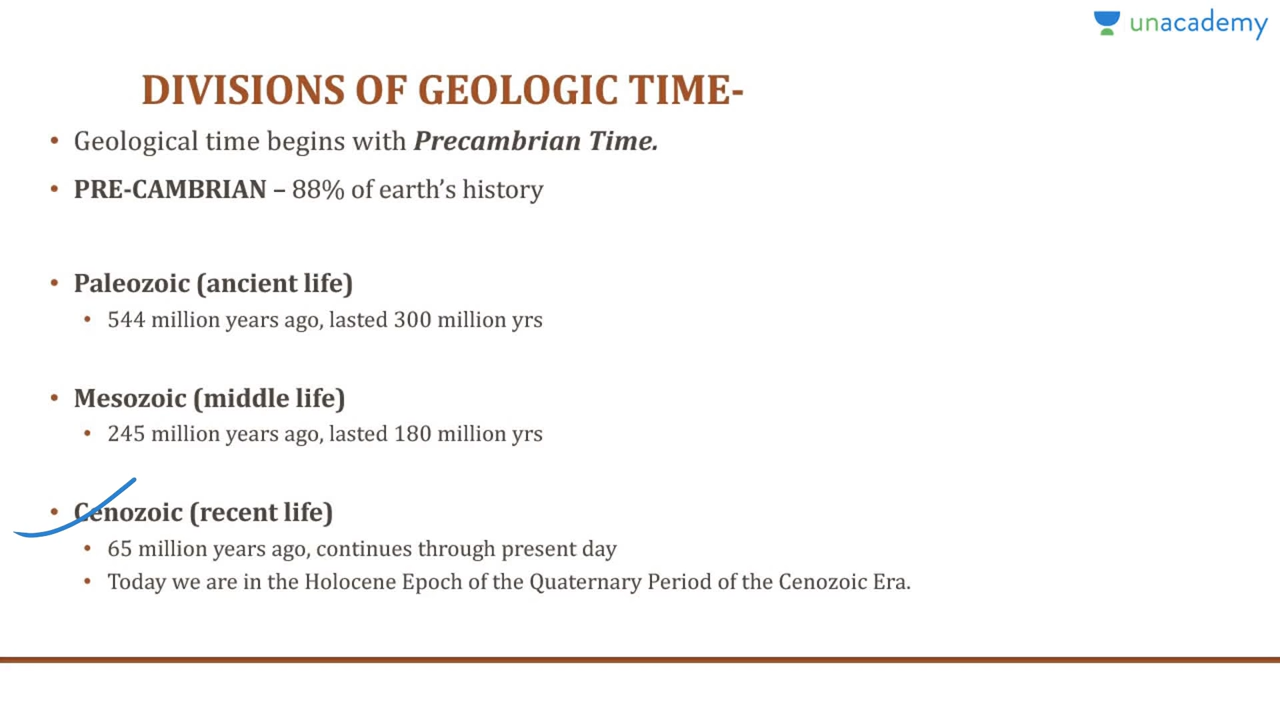 unacademy
DIVISIONS OF GEOLOGIC TIME-
• Geological time begins with Precambrian Time.
• PRE-CAMBRIAN – 88% of earth's history
• Paleozoic (ancient life)
• 544 million years ago, lasted 300 million yrs
• Mesozoic (middle life)
• 245 million years ago, lasted 180 million yrs
• Cenozoic (recent life)
• 65 million years ago, continues through present day
• Today we are in the Holocene Epoch of the Quaternary Period of the Cenozoic Era.